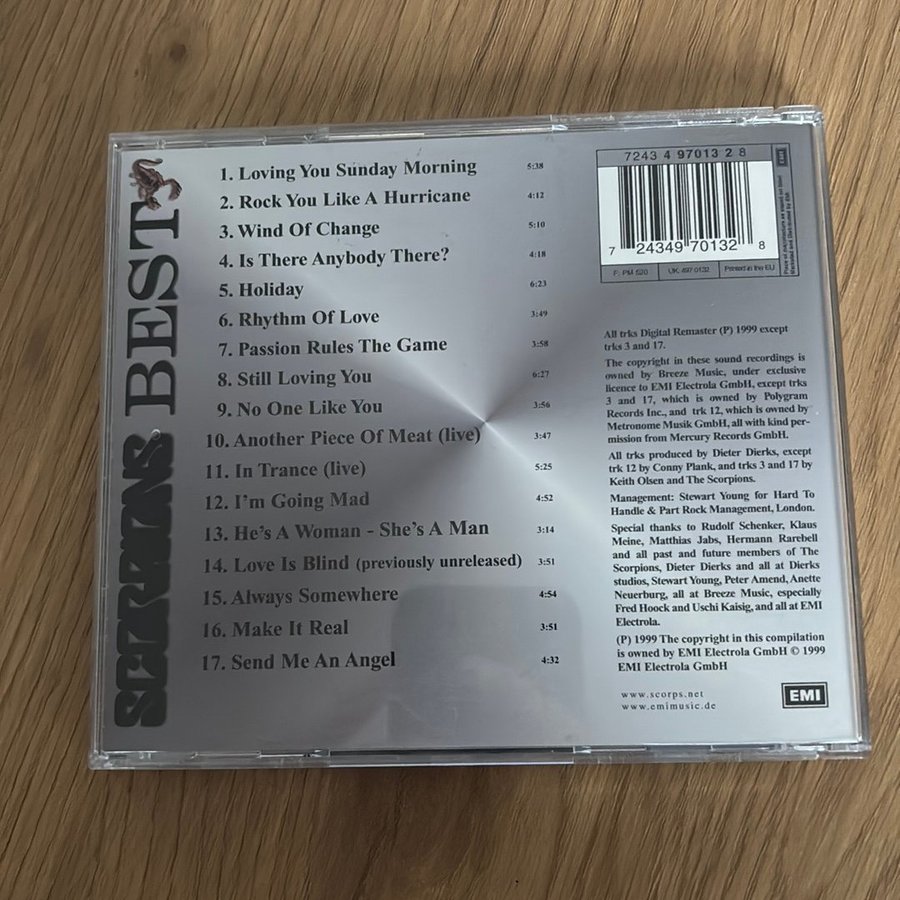 SCORPIONS BEST
1. Loving You Sunday Morning 5:38
2. Rock You Like A Hurricane 4:12
3. Wind Of Change 5:10
4. Is There Anybody There? 4:18
5. Holiday 6:23
6. Rhythm Of Love 3:49
7. Passion Rules The Game 3:58
8. Still Loving You 6:27
9. No One Like You 3:56
10. Another Piece Of Meat (live) 3:47
11. In Trance (live) 5:25
12. I'm Going Mad 4:52
13. He's A Woman - She's A Man 3:14
14. Love Is Blind (previously unreleased) 3:51
15. Always Somewhere 4:54
16. Make It Real 3:51
17. Send Me An Angel 4:32
7243 4 97013 2 8
7 24349 70132 8
F: PM 520 UK: 497 0132 Printed in the EU
EMI
All trks Digital Remaster (P) 1999 except
trks 3 and 17.
The copyright in these sound recordings is
owned by Breeze Music, under exclusive
licence to EMI Electrola GmbH, except trks
3 and 17, which is owned by Polygram
Records Inc., and trk 12, which is owned by
Metronome Musik GmbH, all with kind per-
mission from Mercury Records GmbH.
All trks produced by Dieter Dierks, except
trk 12 by Conny Plank, and trks 3 and 17 by
Keith Olsen and The Scorpions.
Management: Stewart Young for Hard To
Handle & Part Rock Management, London.
Special thanks to Rudolf Schenker, Klaus
Meine, Matthias Jabs, Hermann Rarebell
and all past and future members of The
Scorpions, Dieter Dierks and all at Dierks
studios, Stewart Young, Peter Amend, Anette
Neuerburg, all at Breeze Music, especially
Fred Hoock and Uschi Kaisig, and all at EMI
Electrola.
(P) 1999 The copyright in this compilation
is owned by EMI Electrola GmbH © 1999
EMI Electrola GmbH
www.scorps.net
www.emimusic.de
EMI